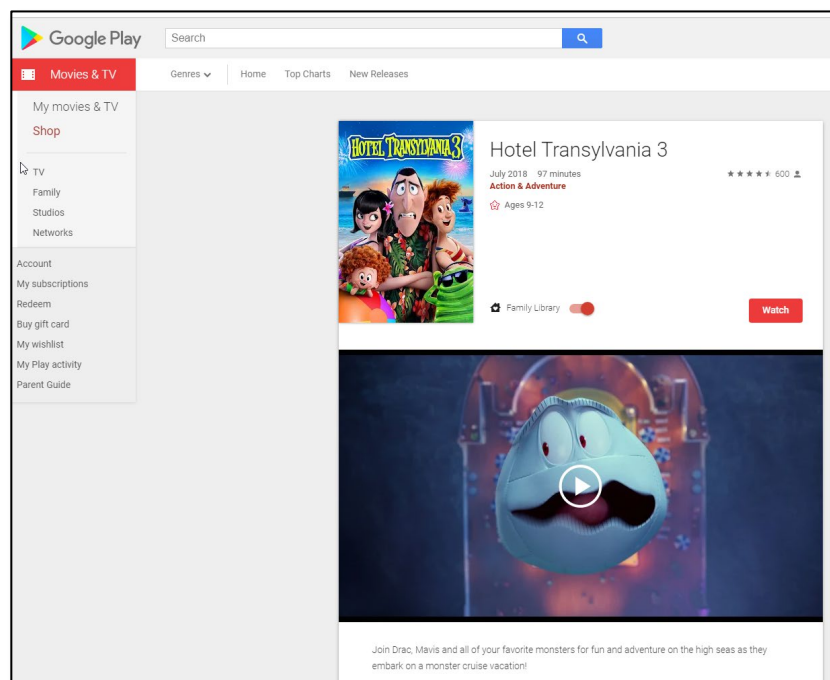 Google Play
Search
Movies & TV
Genres
Home
Top Charts
New Releases
My movies & TV
Shop
TV
Family
Studios
Networks
Account
My subscriptions
Redeem
Buy gift card
My wishlist
My Play activity
Parent Guide
HOTEL TRANSYLVANIA 3
Hotel Transylvania 3
July 2018 97 minutes
600
Action & Adventure
Ages 9-12
Family Library
Watch
Join Drac, Mavis and all of your favorite monsters for fun and adventure on the high seas as they
embark on a monster cruise vacation!